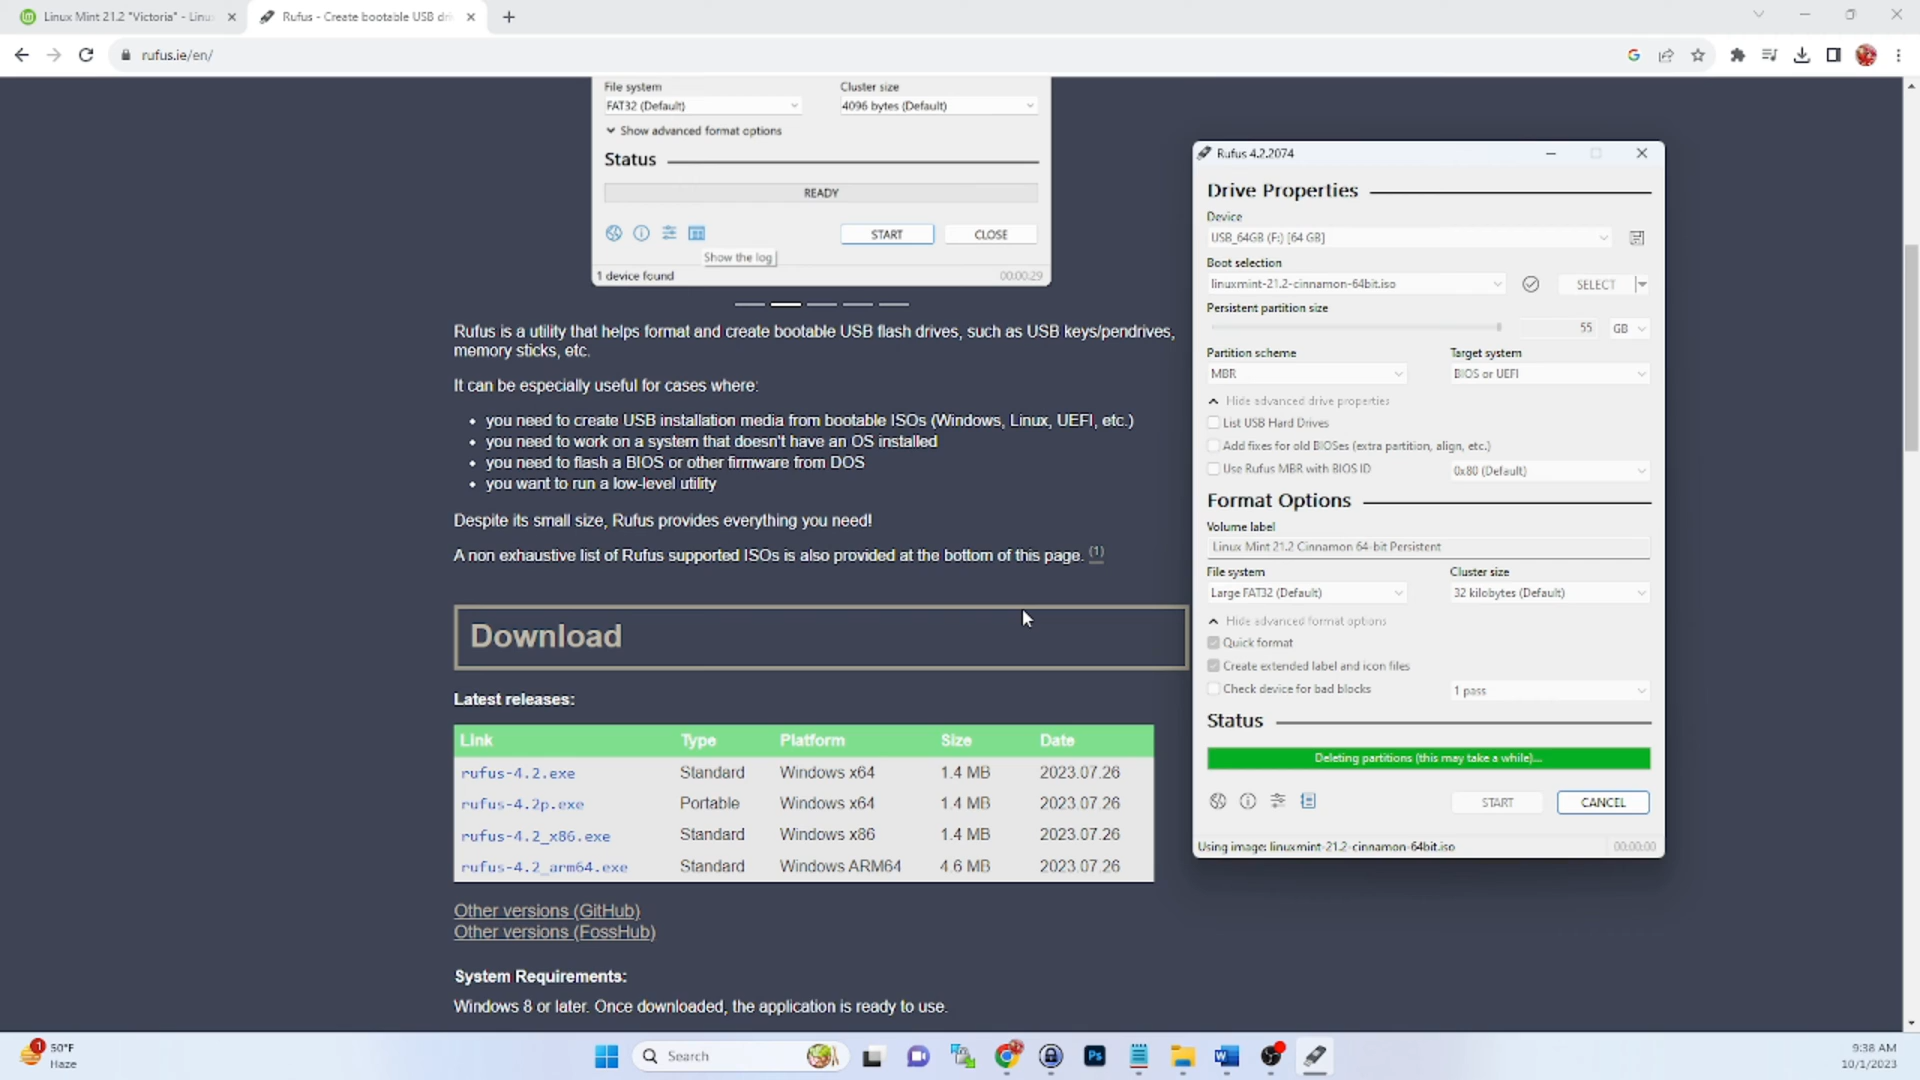 Linux Mint 21.2 "Victoria" - Linu
Rufus - Create bootable USB dri
rufus.ie/en/
File system
Cluster size
FAT32 (Default)
4096 bytes (Default)
Show advanced format options
Status
READY
START
CLOSE
Show the log
1 device found
00:00:29
Rufus is a utility that helps format and create bootable USB flash drives, such as USB keys/pendrives,
memory sticks, etc.
It can be especially useful for cases where:
• you need to create USB installation media from bootable ISOs (Windows, Linux, UEFI, etc.)
• you need to work on a system that doesn't have an OS installed
• you need to flash a BIOS or other firmware from DOS
• you want to run a low-level utility
Despite its small size, Rufus provides everything you need!
A non exhaustive list of Rufus supported ISOs is also provided at the bottom of this page. (1)
Download
Latest releases:
Link Type Platform Size Date
rufus-4.2.exe Standard Windows x64 1.4 MB 2023.07.26
rufus-4.2p.exe Portable Windows x64 1.4 MB 2023.07.26
rufus-4.2_x86.exe Standard Windows x86 1.4 MB 2023.07.26
rufus-4.2_arm64.exe Standard Windows ARM64 4.6 MB 2023.07.26
Other versions (GitHub)
Other versions (FossHub)
System Requirements:
Windows 8 or later. Once downloaded, the application is ready to use.
Rufus 4.2.2074
Drive Properties
Device
USB_64GB (F:) [64 GB]
Boot selection
linuxmint-21.2-cinnamon-64bit.iso
SELECT
Persistent partition size
55 GB
Partition scheme
Target system
MBR
BIOS or UEFI
Hide advanced drive properties
List USB Hard Drives
Add fixes for old BIOSes (extra partition, align, etc.)
Use Rufus MBR with BIOS ID
0x80 (Default)
Format Options
Volume label
Linux Mint 21.2 Cinnamon 64-bit Persistent
File system
Cluster size
Large FAT32 (Default)
32 kilobytes (Default)
Hide advanced format options
Quick format
Create extended label and icon files
Check device for bad blocks
1 pass
Status
Deleting partitions (this may take a while)...
START
CANCEL
Using image: linuxmint-21.2-cinnamon-64bit.iso
00:00:00
1
50°F
Haze
Search
Ps
W
9:38 AM
10/1/2023